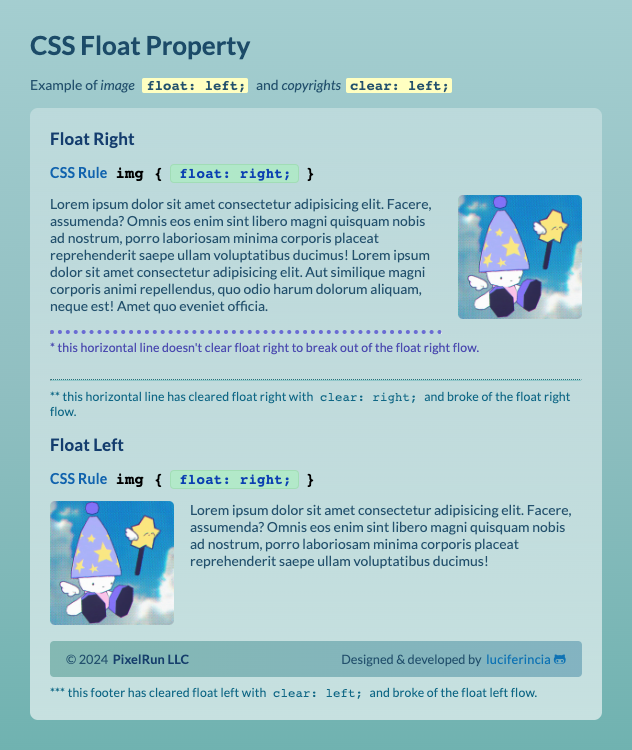 CSS Float Property
Example of image float: left; and copyrights clear: left;
Float Right
CSS Rule img { float: right; }
Lorem ipsum dolor sit amet consectetur adipisicing elit. Facere,
assumenda? Omnis eos enim sint libero magni quisquam nobis
ad nostrum, porro laboriosam minima corporis placeat
reprehenderit saepe ullam voluptatibus ducimus! Lorem ipsum
dolor sit amet consectetur adipisicing elit. Aut similique magni
corporis animi repellendus, quo odio harum dolorum aliquam,
neque est! Amet quo eveniet officia.
* this horizontal line doesn't clear float right to break out of the float right flow.
** this horizontal line has cleared float right with clear: right; and broke of the float right
flow.
Float Left
CSS Rule img { float: right; }
Lorem ipsum dolor sit amet consectetur adipisicing elit. Facere,
assumenda? Omnis eos enim sint libero magni quisquam nobis
ad nostrum, porro laboriosam minima corporis placeat
reprehenderit saepe ullam voluptatibus ducimus!
© 2024 PixelRun LLC
Designed & developed by luciferincia
*** this footer has cleared float left with clear: left; and broke of the float left flow.